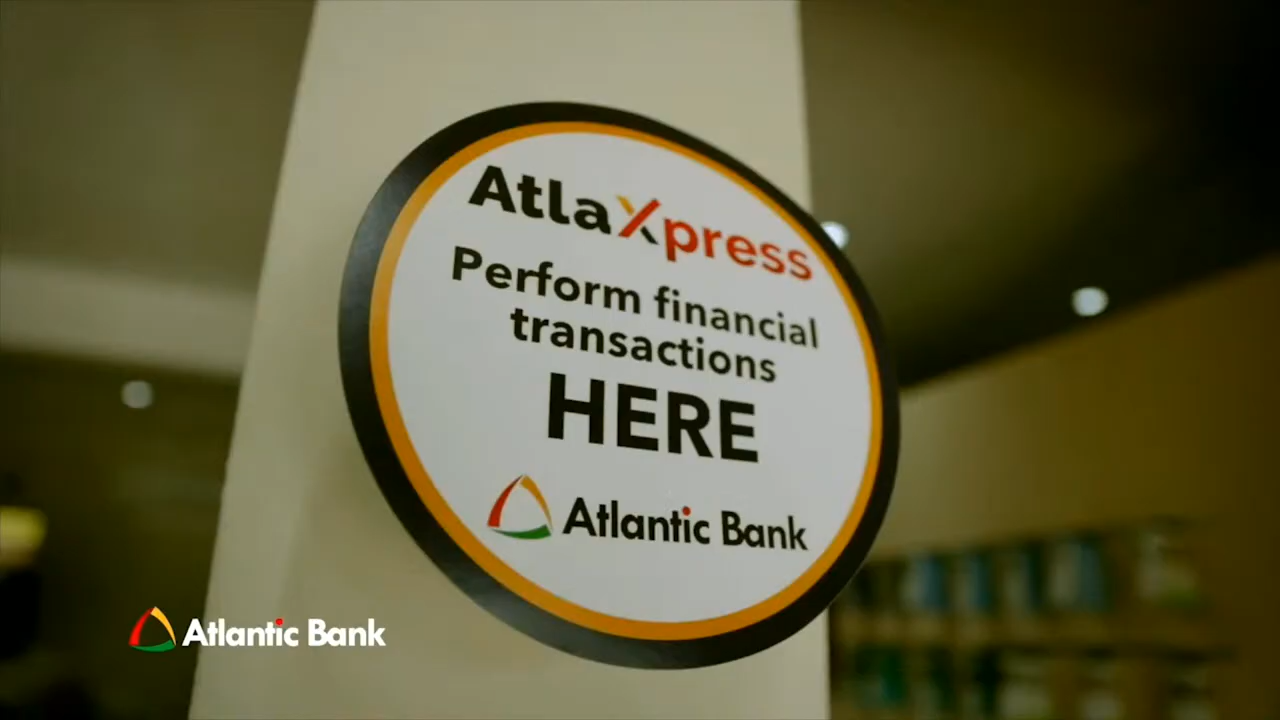 AtlaXpress
Perform financial
transactions
HERE
Atlantic Bank
Atlantic Bank